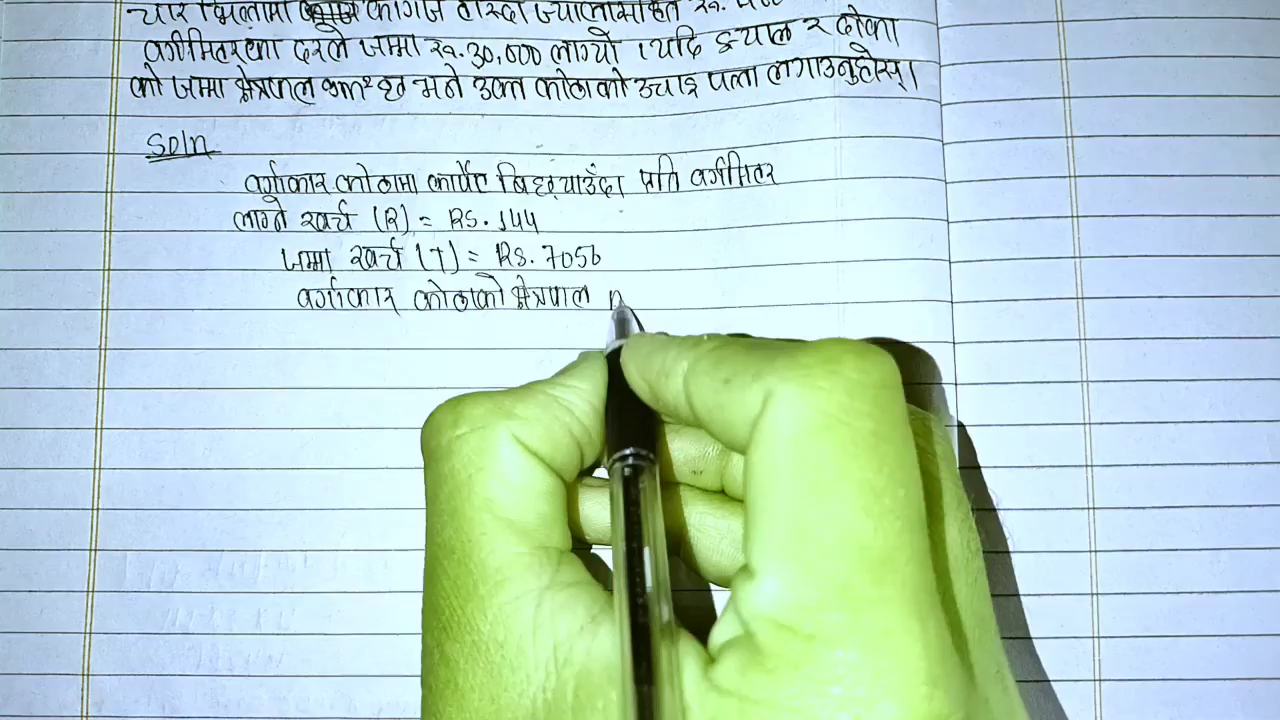 चार भित्तामा कागज टाँस्दा ज्यालासहित रु.
वर्गमिटरका दरले जम्मा रु. 30,000 लाग्यो । यदि झ्याल र ढोका
को जम्मा क्षेत्रफल छ भने उक्त कोठाको उचाइ पत्ता लगाउनुहोस् ।
Soln
वर्गाकार कोठामा कार्पेट बिछ्याउँदा प्रति वर्गमिटर
लाग्ने खर्च (R) = Rs. 144
जम्मा खर्च (T) = Rs. 7056
वर्गाकार कोठाको क्षेत्रफल